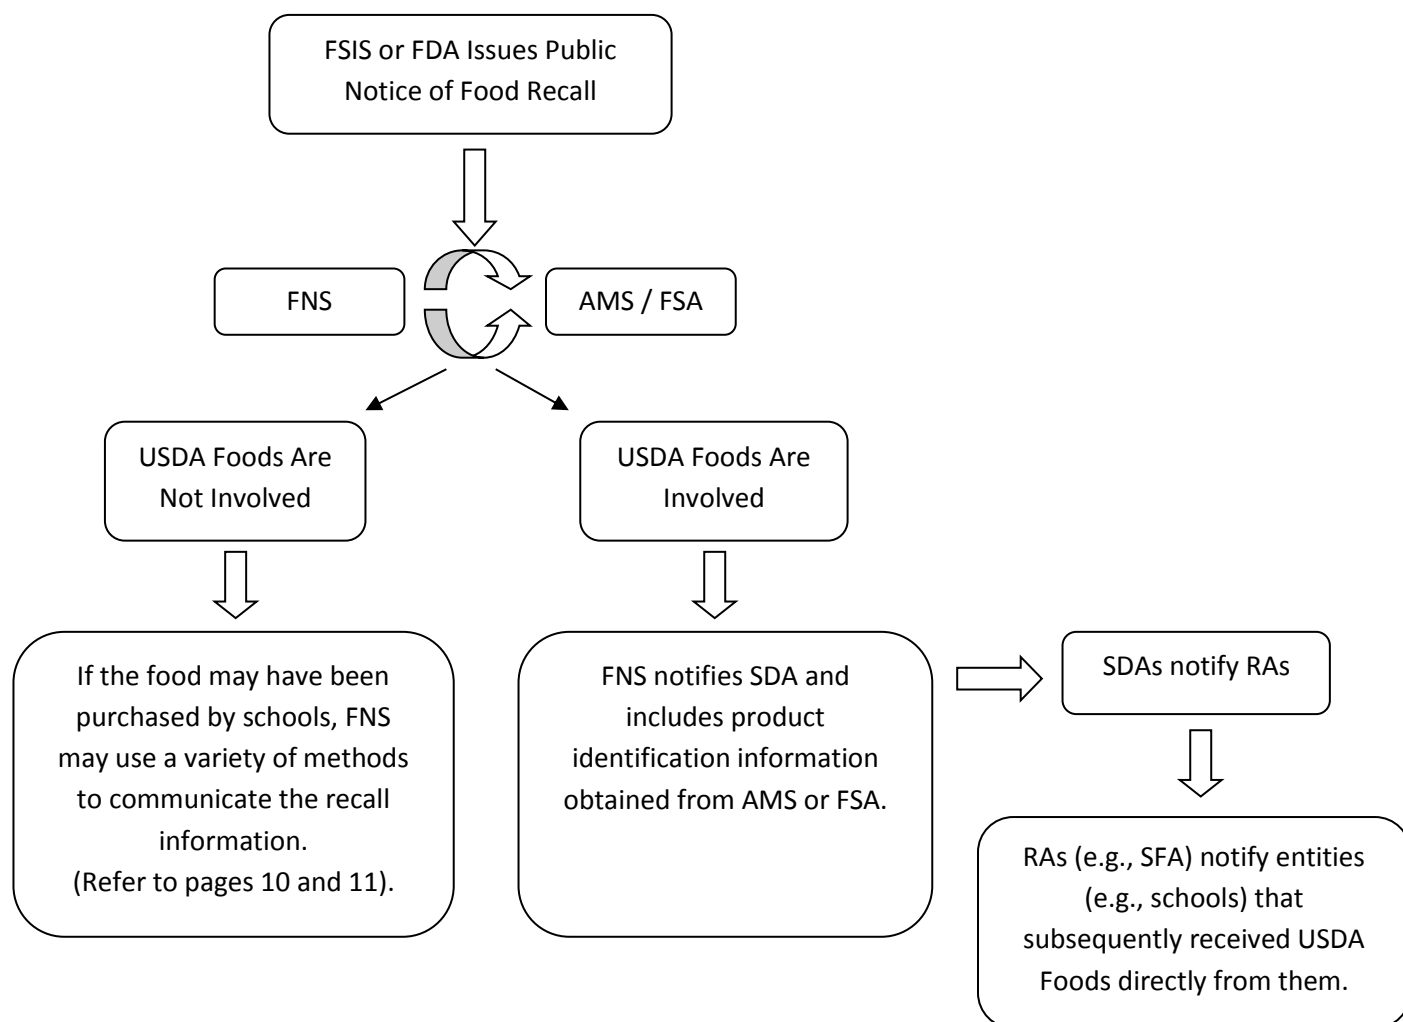 FSIS or FDA Issues Public
Notice of Food Recall
FNS
AMS / FSA
USDA Foods Are
Not Involved
USDA Foods Are
Involved
If the food may have been
purchased by schools, FNS
may use a variety of methods
to communicate the recall
information.
(Refer to pages 10 and 11).
FNS notifies SDA and
includes product
identification information
obtained from AMS or FSA.
SDAs notify RAs
RAs (e.g., SFA) notify entities
(e.g., schools) that
subsequently received USDA
Foods directly from them.